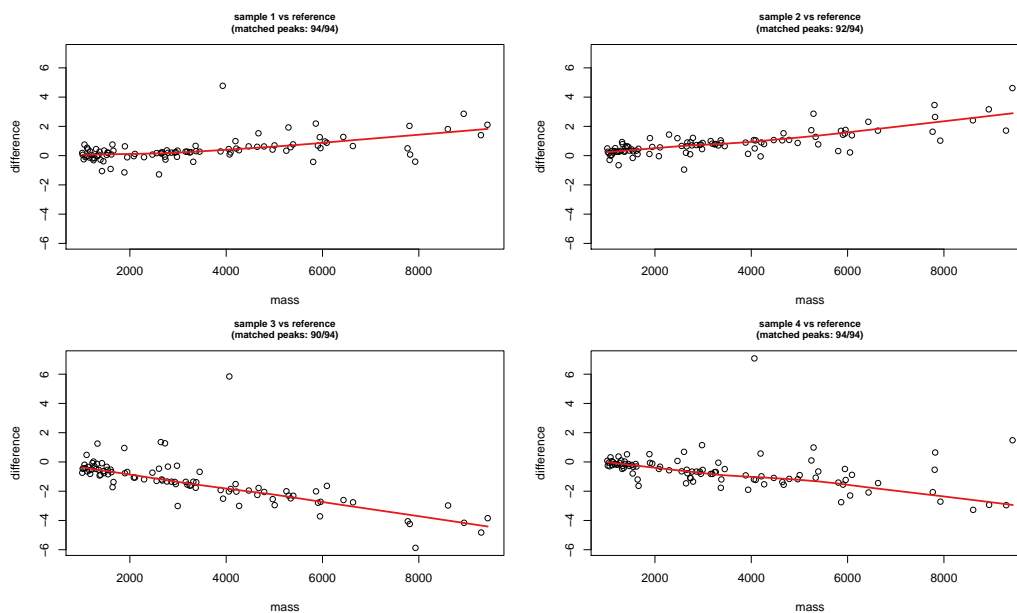 sample 1 vs reference
(matched peaks: 94/94)
difference
6
4
2
0
−2
−4
−6
2000 4000 6000 8000
mass
sample 2 vs reference
(matched peaks: 92/94)
difference
6
4
2
0
−2
−4
−6
2000 4000 6000 8000
mass
sample 3 vs reference
(matched peaks: 90/94)
difference
6
4
2
0
−2
−4
−6
2000 4000 6000 8000
mass
sample 4 vs reference
(matched peaks: 94/94)
difference
6
4
2
0
−2
−4
−6
2000 4000 6000 8000
mass